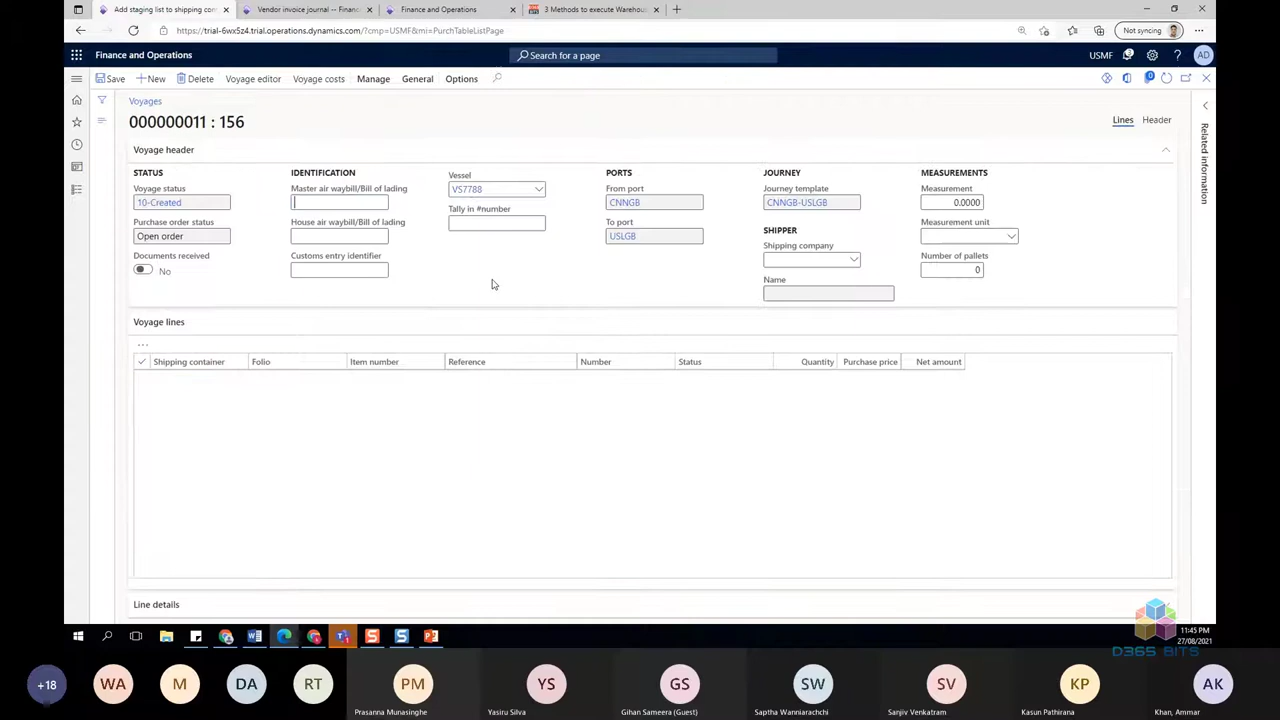 Add staging list to shipping con
Vendor invoice journal -- Financ
Finance and Operations
3 Methods to execute Warehous
https://trial-6wx5z4.trial.operations.dynamics.com/?cmp=USMF&mi=PurchTableListPage
Not syncing
Finance and Operations
Search for a page
USMF
AD
Save
New
Delete
Voyage editor
Voyage costs
Manage
General
Options
0
Voyages
000000011 : 156
Lines
Header
Related information
Voyage header
STATUS
Voyage status
10-Created
Purchase order status
Open order
Documents received
No
IDENTIFICATION
Master air waybill/Bill of lading
House air waybill/Bill of lading
Customs entry identifier
Vessel
VS7788
Tally in #number
PORTS
From port
CNNGB
To port
USLGB
JOURNEY
Journey template
CNNGB-USLGB
SHIPPER
Shipping company
Name
MEASUREMENTS
Measurement
0.0000
Measurement unit
Number of pallets
0
Voyage lines
...
Shipping container
Folio
Item number
Reference
Number
Status
Quantity
Purchase price
Net amount
Line details
11:45 PM
27/08/2021
D365 BITS
+18
WA
M
DA
RT
PM
Prasanna Munasinghe
YS
Yasiru Silva
GS
Gihan Sameera (Guest)
SW
Saptha Wanniarachchi
SV
Sanjiv Venkatram
KP
Kasun Pathirana
AK
Khan, Ammar